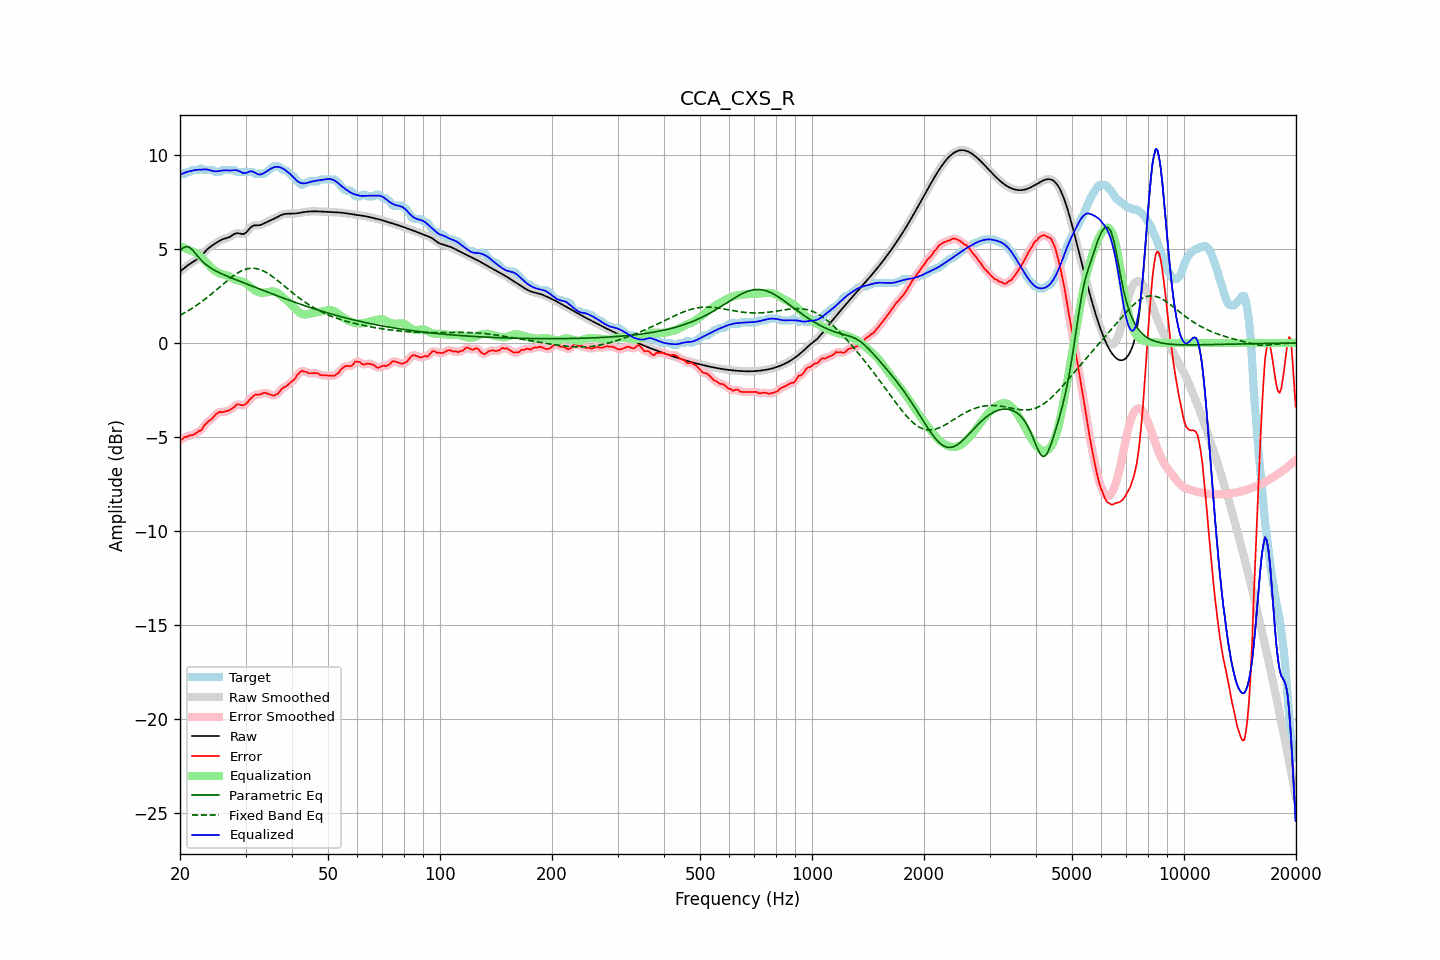 CCA_CXS_R
Amplitude (dBr)
10
5
0
−5
−10
−15
−20
−25
Target
Raw Smoothed
Error Smoothed
Raw
Error
Equalization
Parametric Eq
Fixed Band Eq
Equalized
20 50 100 200 500 1000 2000 5000 10000 20000
Frequency (Hz)